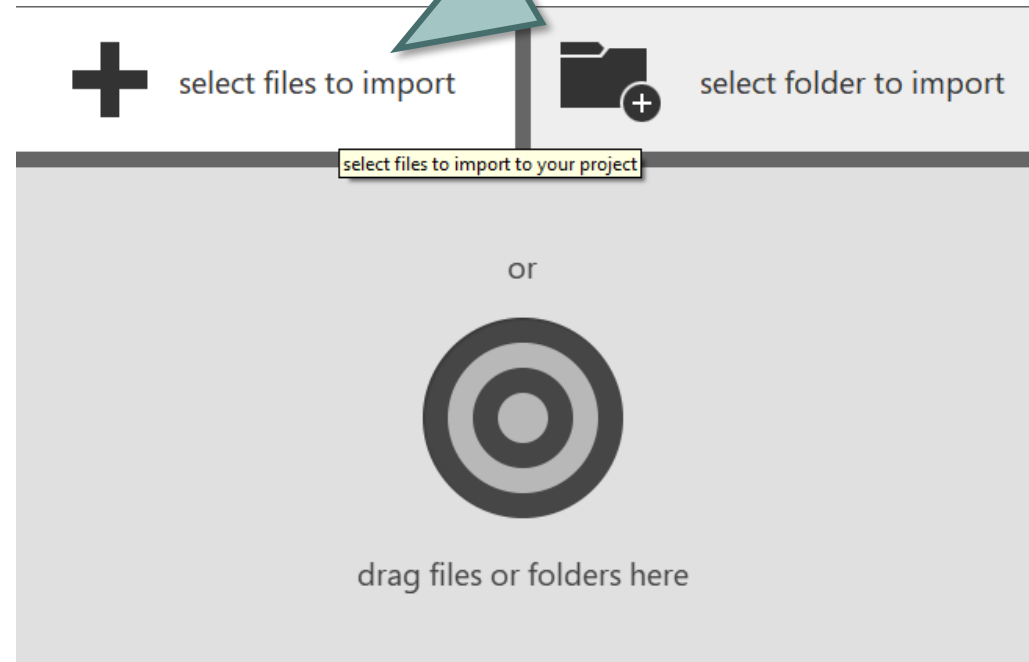 select files to import
select folder to import
select files to import to your project
or
drag files or folders here